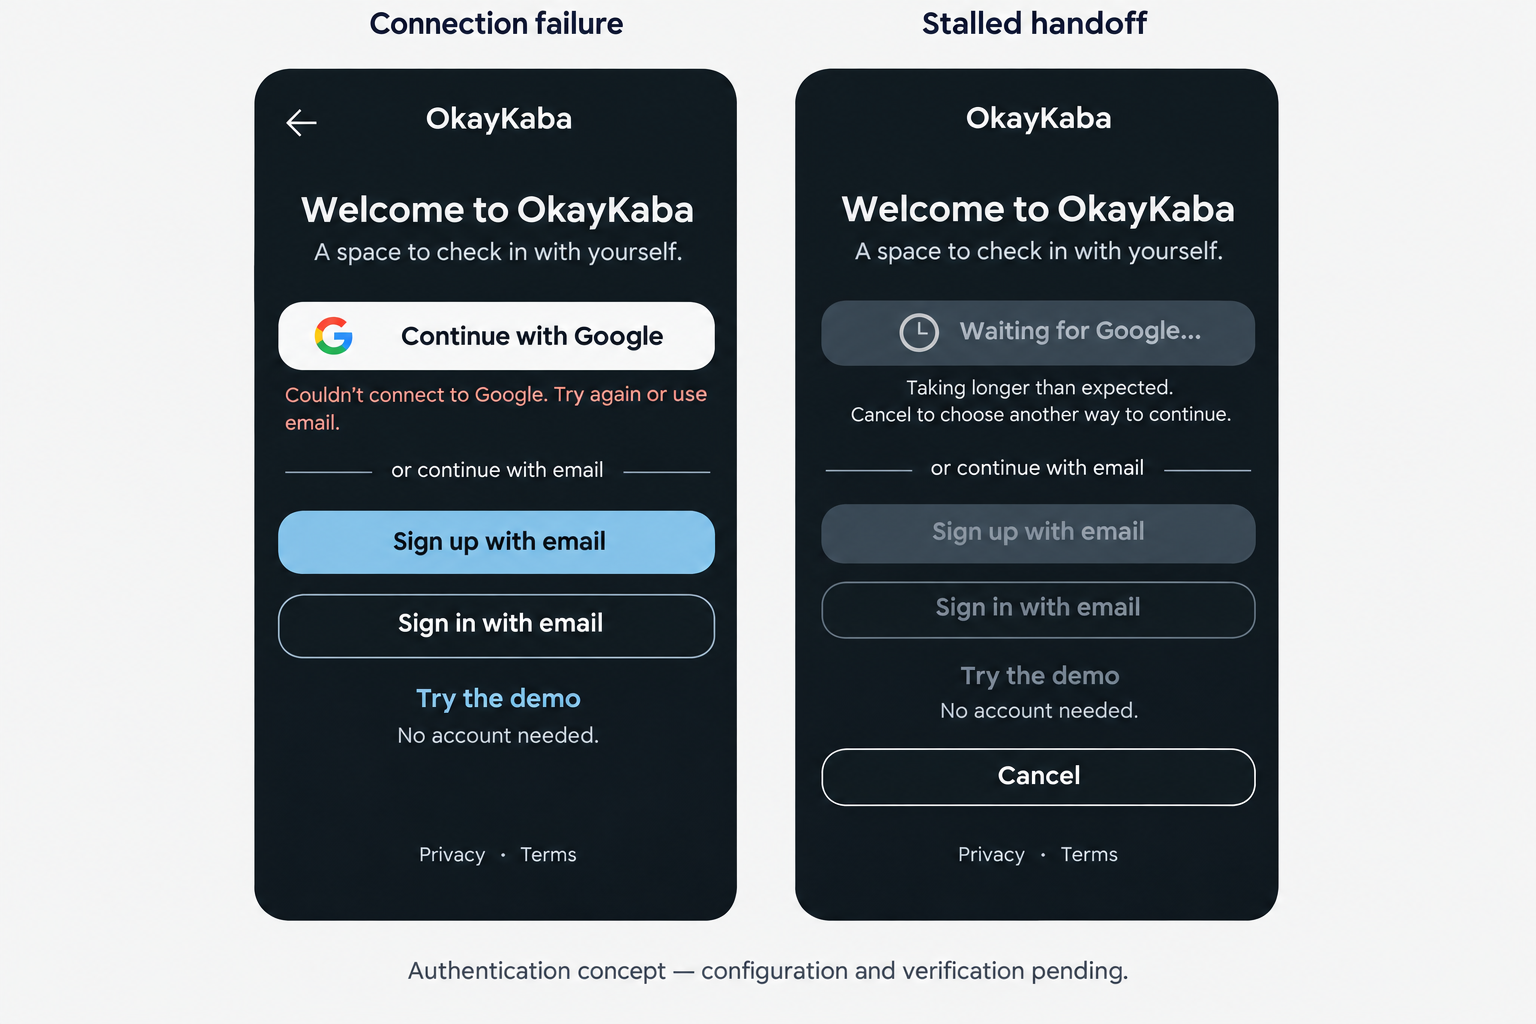 Connection failure
OkayKaba
Welcome to OkayKaba
A space to check in with yourself.
Continue with Google
Couldn’t connect to Google. Try again or use
email.
or continue with email
Sign up with email
Sign in with email
Try the demo
No account needed.
Privacy · Terms
Stalled handoff
OkayKaba
Welcome to OkayKaba
A space to check in with yourself.
Waiting for Google...
Taking longer than expected.
Cancel to choose another way to continue.
or continue with email
Sign up with email
Sign in with email
Try the demo
No account needed.
Cancel
Privacy · Terms
Authentication concept — configuration and verification pending.